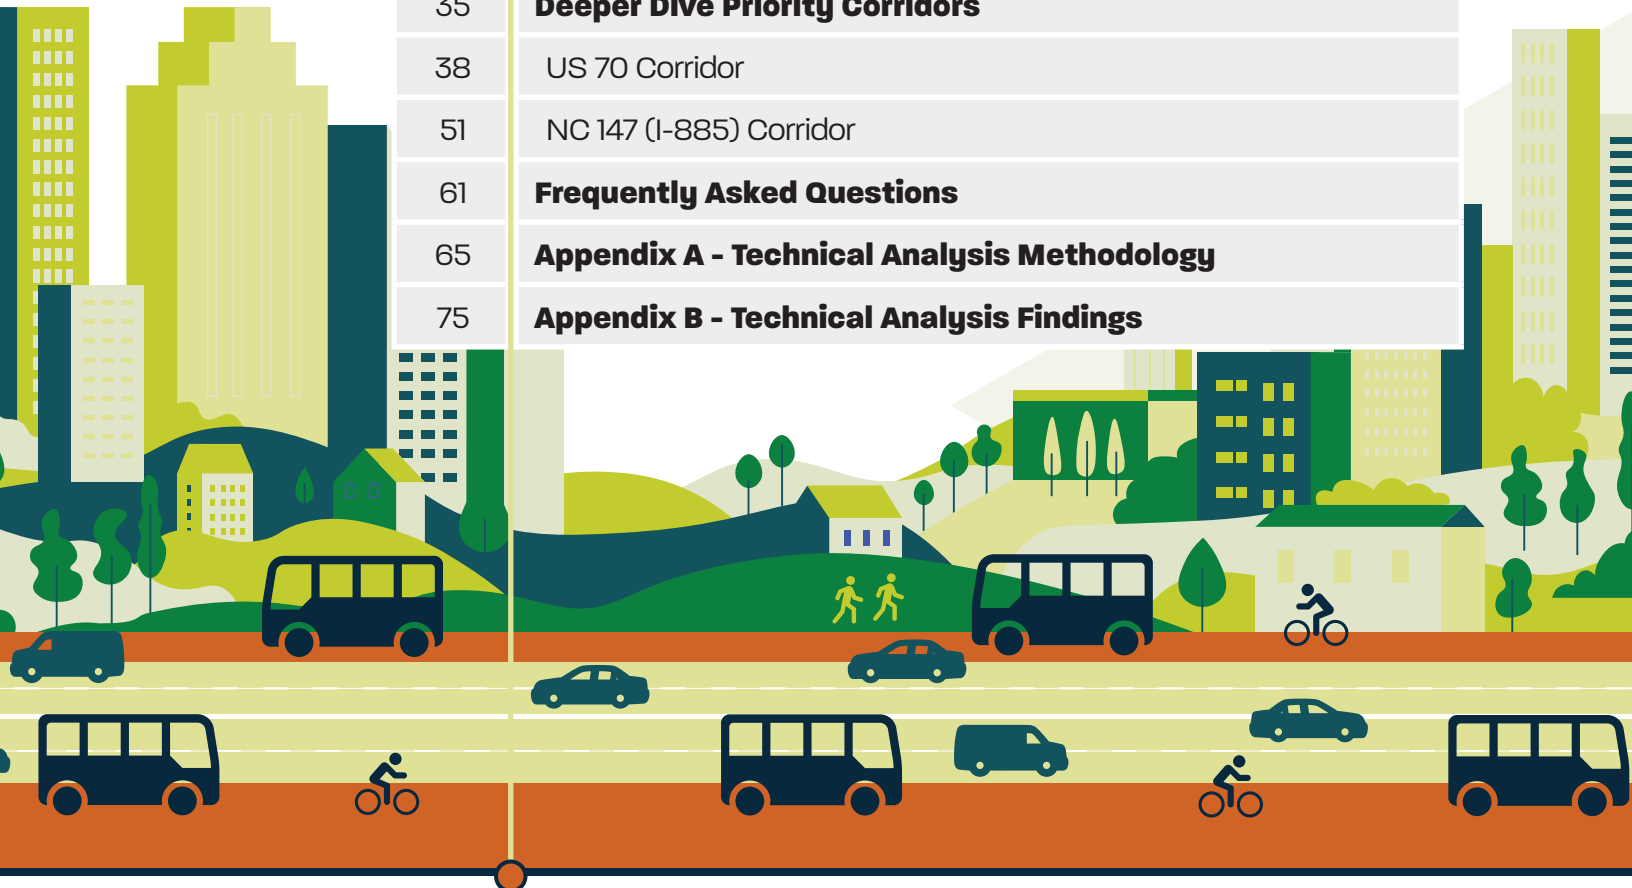 35 Deeper Dive Priority Corridors
38 US 70 Corridor
51 NC 147 (I-885) Corridor
61 Frequently Asked Questions
65 Appendix A - Technical Analysis Methodology
75 Appendix B - Technical Analysis Findings